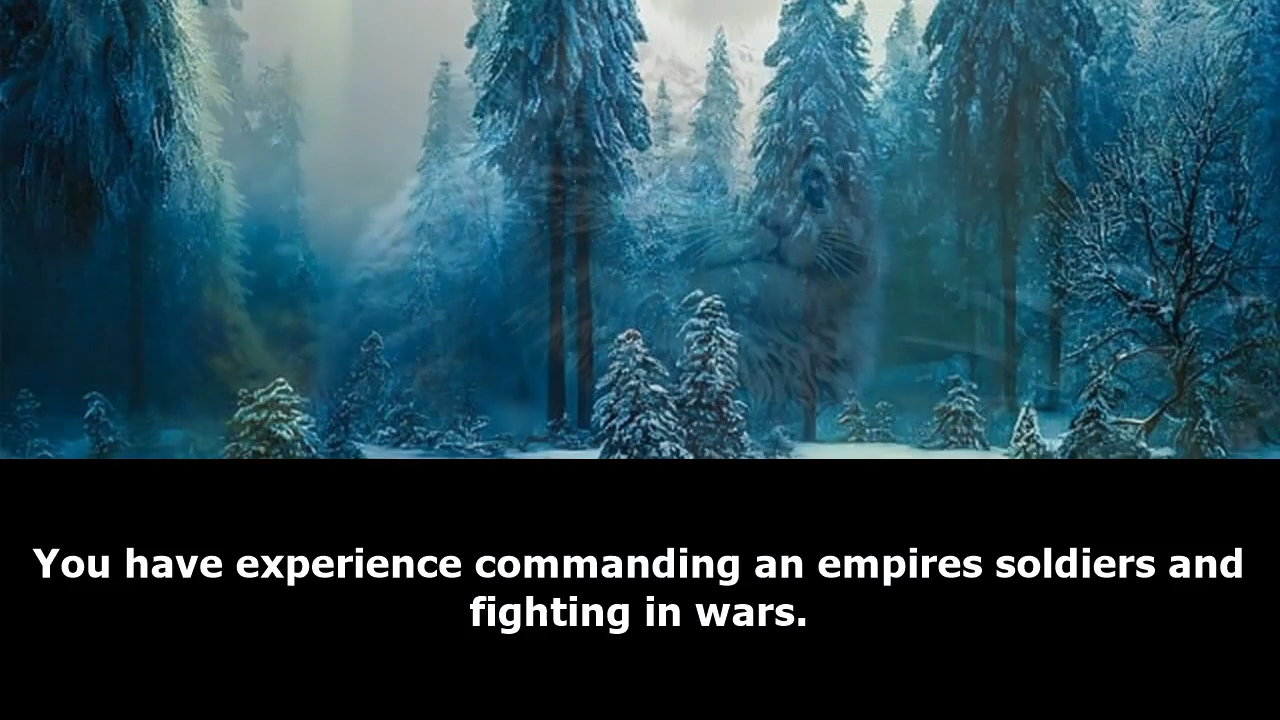 You have experience commanding an empires soldiers and
fighting in wars.